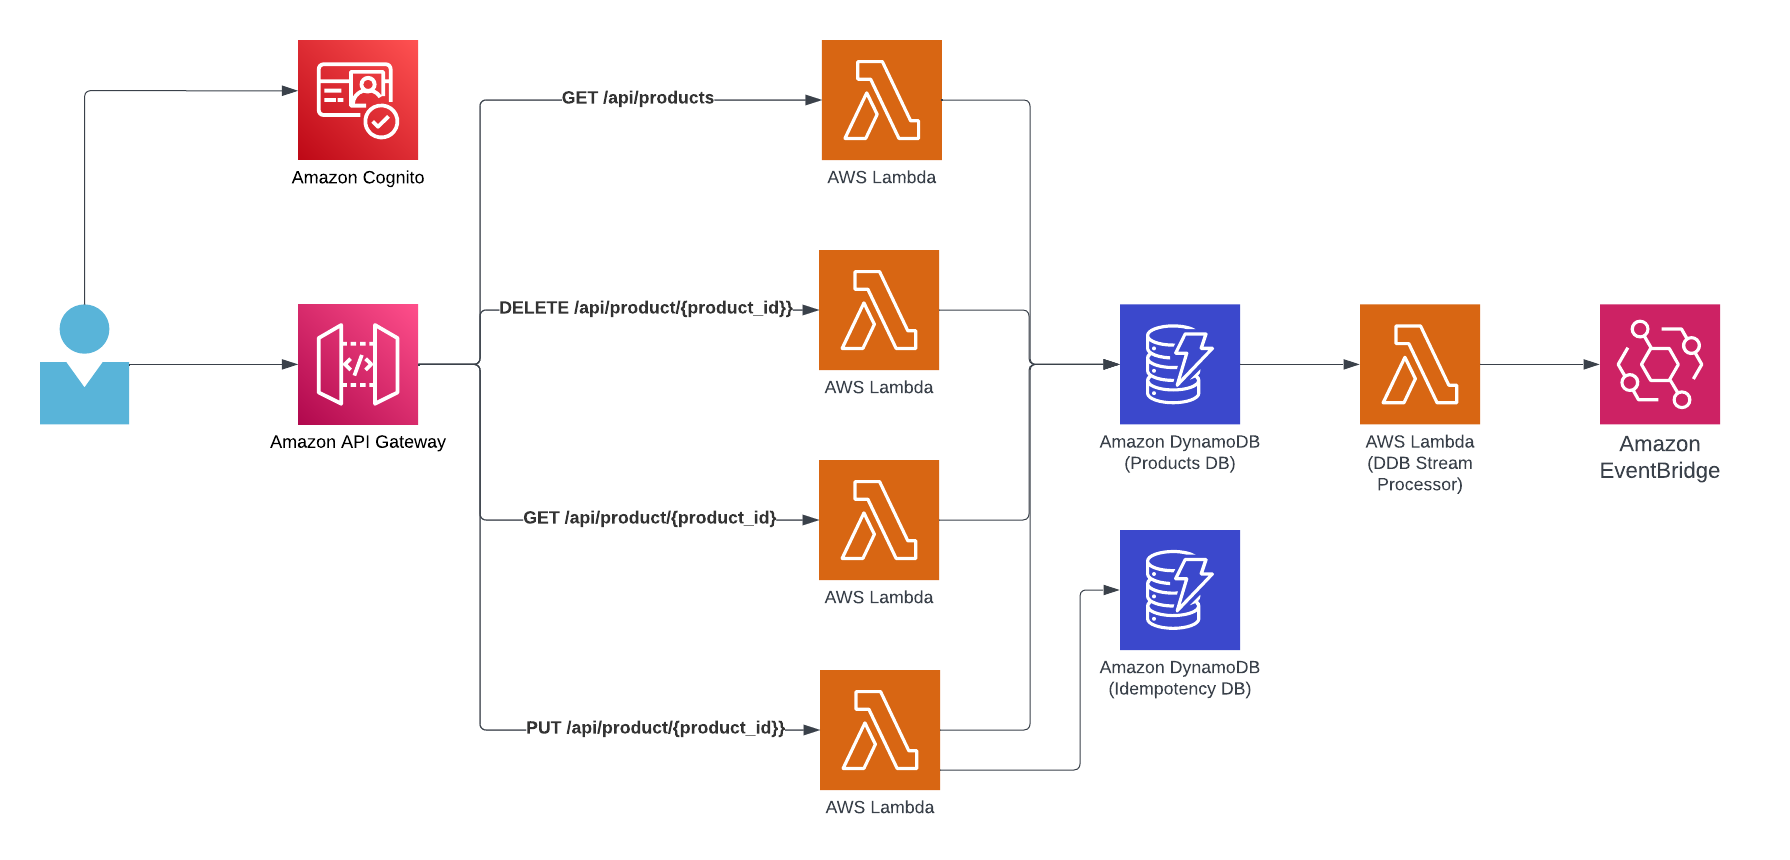 Amazon Cognito
GET /api/products
AWS Lambda
DELETE /api/product/{product_id}}
AWS Lambda
Amazon API Gateway
Amazon DynamoDB
(Products DB)
AWS Lambda
(DDB Stream
Processor)
Amazon
EventBridge
GET /api/product/{product_id}
AWS Lambda
Amazon DynamoDB
(Idempotency DB)
PUT /api/product/{product_id}}
AWS Lambda